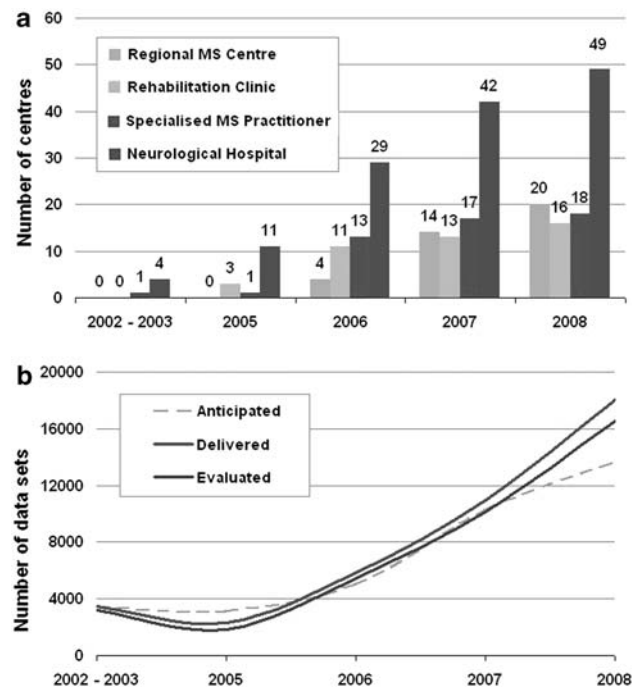 a
60
50
40
30
20
10
0
Number of centres
Regional MS Centre
Rehabilitation Clinic
Specialised MS Practitioner
Neurological Hospital
0 0 1 4
0 3 1 11
4 11 13 29
14 13 17 42
20 16 18 49
2002 - 2003 2005 2006 2007 2008
b
20000
16000
12000
8000
4000
0
Number of data sets
Anticipated
Delivered
Evaluated
2002 - 2003 2005 2006 2007 2008